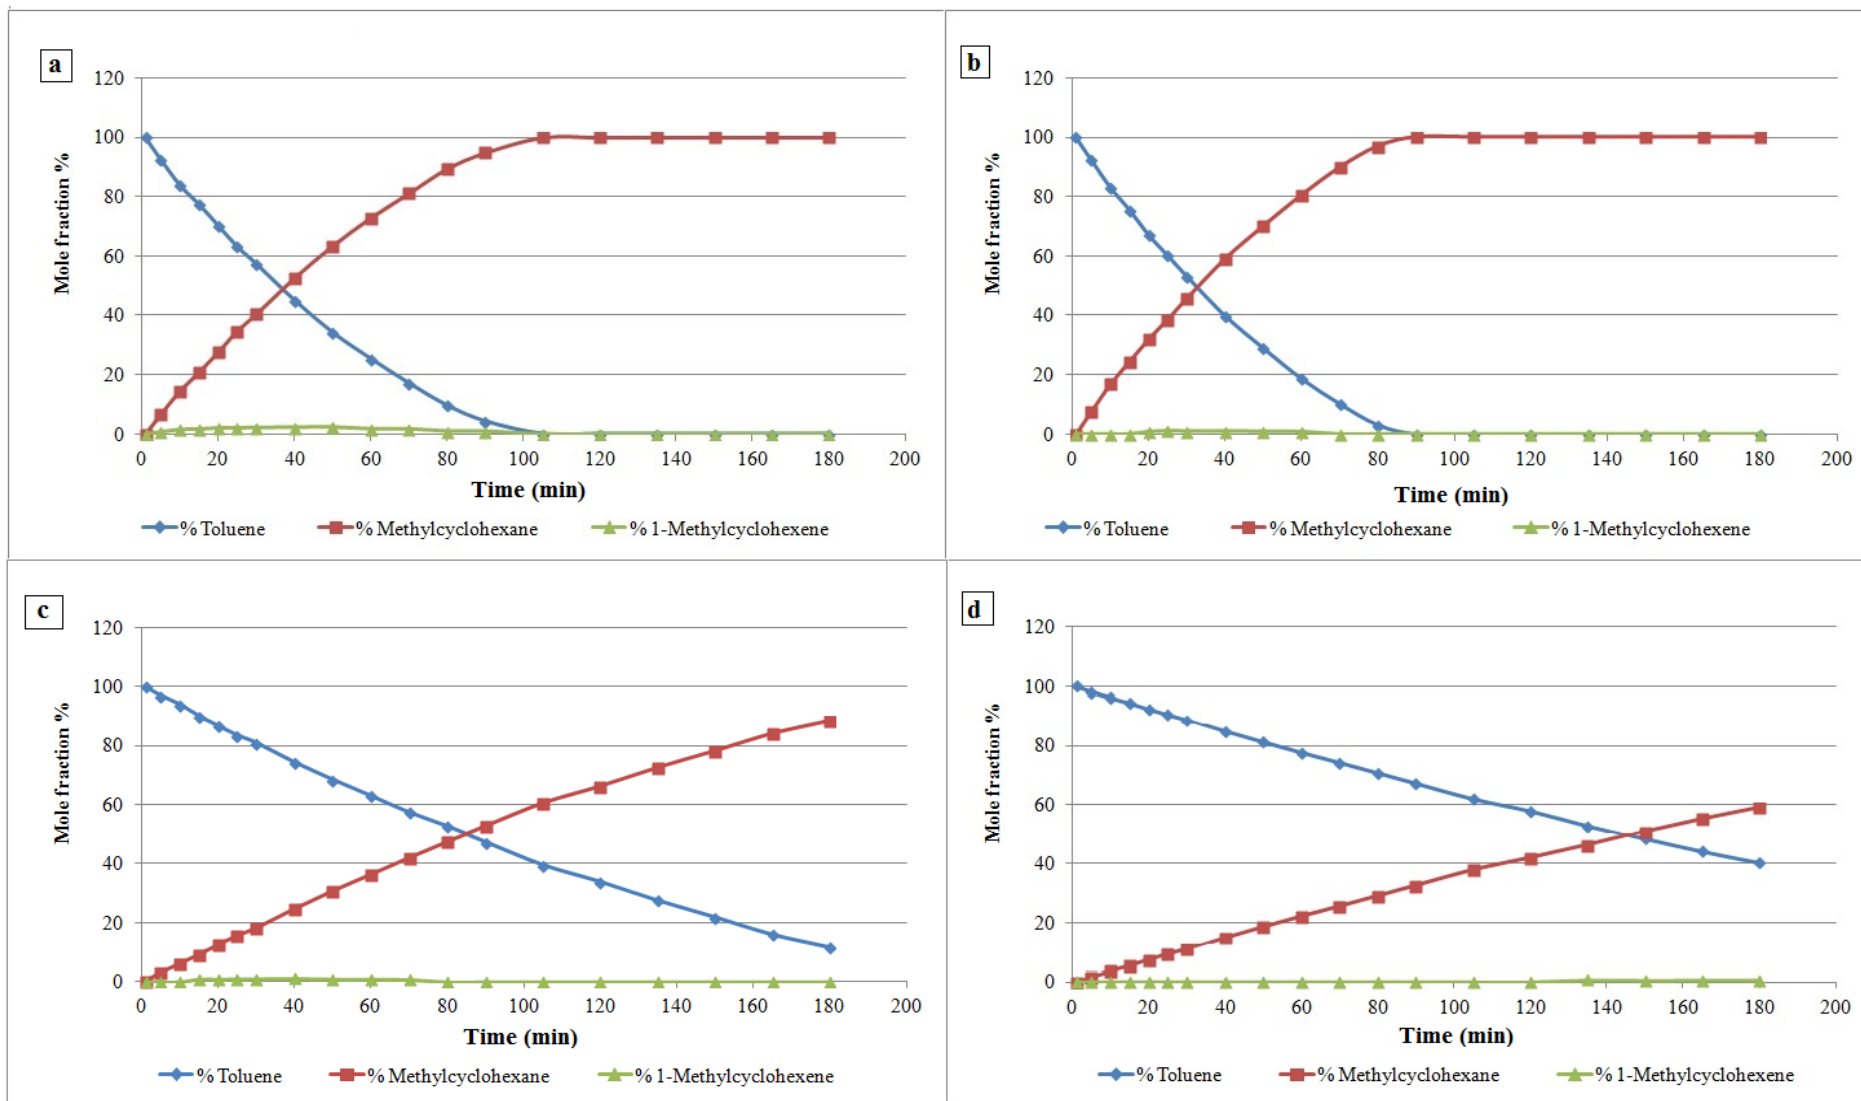 a
120
100
80
60
40
20
0
Mole fraction %
0 20 40 60 80 100 120 140 160 180 200
Time (min)
% Toluene % Methylcyclohexane % 1-Methylcyclohexene
b
120
100
80
60
40
20
0
Mole fraction %
0 20 40 60 80 100 120 140 160 180 200
Time (min)
% Toluene % Methylcyclohexane % 1-Methylcyclohexene
c
120
100
80
60
40
20
0
Mole fraction %
0 20 40 60 80 100 120 140 160 180 200
Time (min)
% Toluene % Methylcyclohexane % 1-Methylcyclohexene
d
120
100
80
60
40
20
0
Mole fraction %
0 20 40 60 80 100 120 140 160 180 200
Time (min)
% Toluene % Methylcyclohexane % 1-Methylcyclohexene